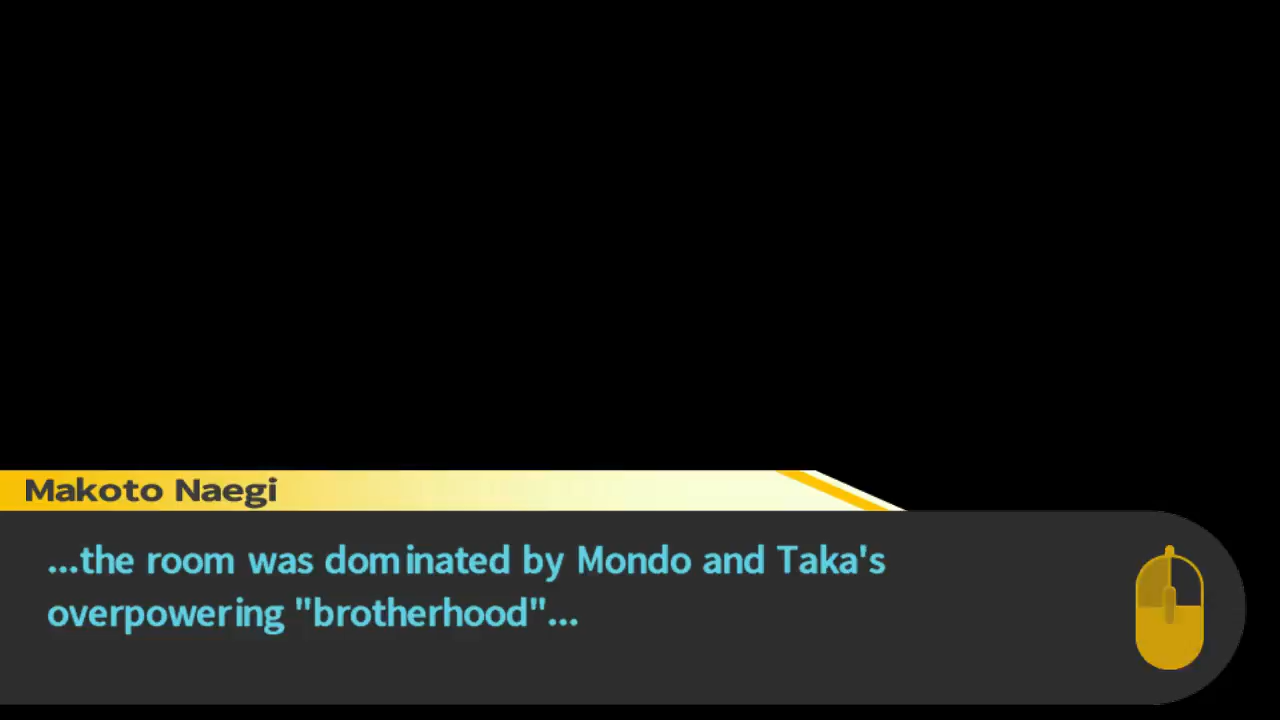 Makoto Naegi
...the room was dominated by Mondo and Taka's
overpowering "brotherhood"...